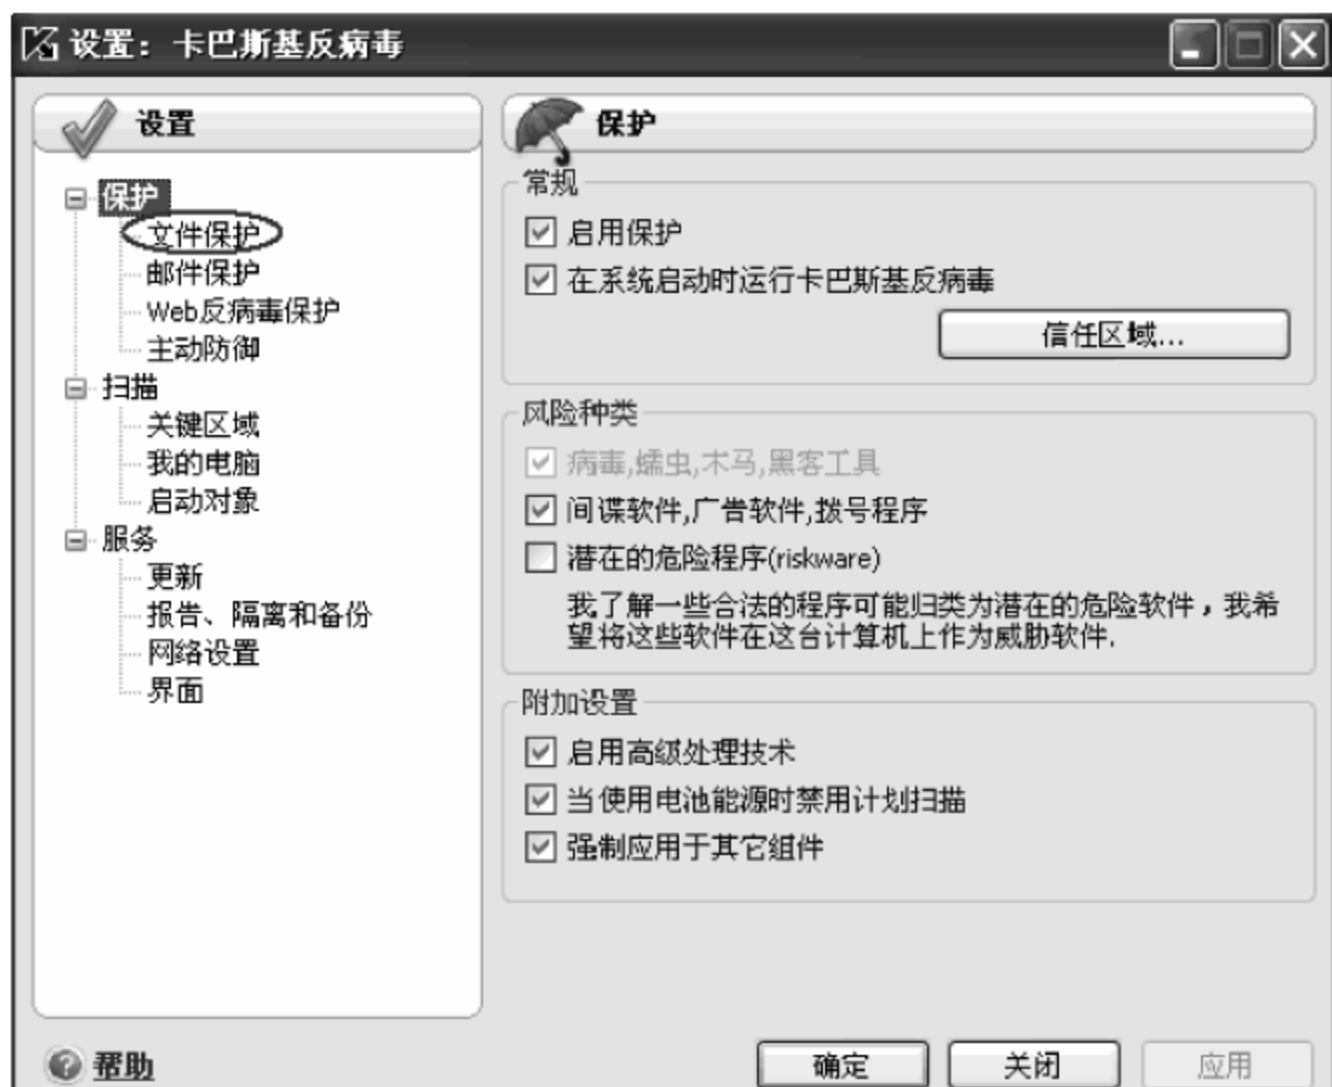 设置：卡巴斯基反病毒
设置
保护
文件保护
邮件保护
Web反病毒保护
主动防御
扫描
关键区域
我的电脑
启动对象
服务
更新
报告、隔离和备份
网络设置
界面
保护
常规
启用保护
在系统启动时运行卡巴斯基反病毒
信任区域...
风险种类
病毒,蠕虫,木马,黑客工具
间谍软件,广告软件,拨号程序
潜在的危险程序(riskware)
我了解一些合法的程序可能归类为潜在的危险软件，我希
望将这些软件在这台计算机上作为威胁软件.
附加设置
启用高级处理技术
当使用电池能源时禁用计划扫描
强制应用于其它组件
帮助
确定
关闭
应用